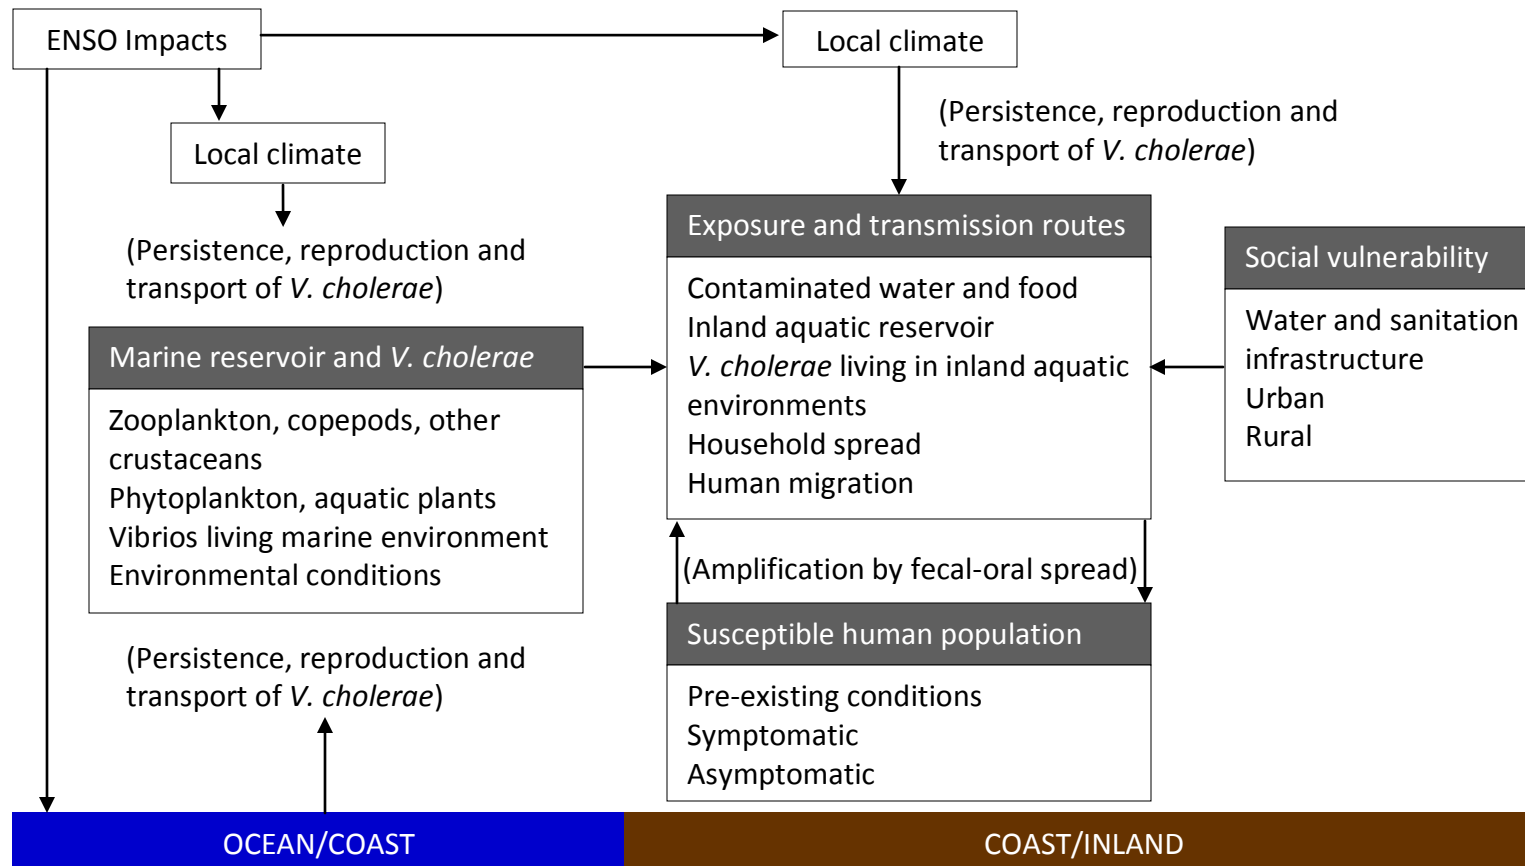 ENSO Impacts
Local climate
(Persistence, reproduction and
transport of V. cholerae)
Local climate
(Persistence, reproduction and
transport of V. cholerae)
Marine reservoir and V. cholerae
Zooplankton, copepods, other
crustaceans
Phytoplankton, aquatic plants
Vibrios living marine environment
Environmental conditions
(Persistence, reproduction and
transport of V. cholerae)
Exposure and transmission routes
Contaminated water and food
Inland aquatic reservoir
V. cholerae living in inland aquatic
environments
Household spread
Human migration
Social vulnerability
Water and sanitation
infrastructure
Urban
Rural
(Amplification by fecal-oral spread)
Susceptible human population
Pre-existing conditions
Symptomatic
Asymptomatic
OCEAN/COAST
COAST/INLAND